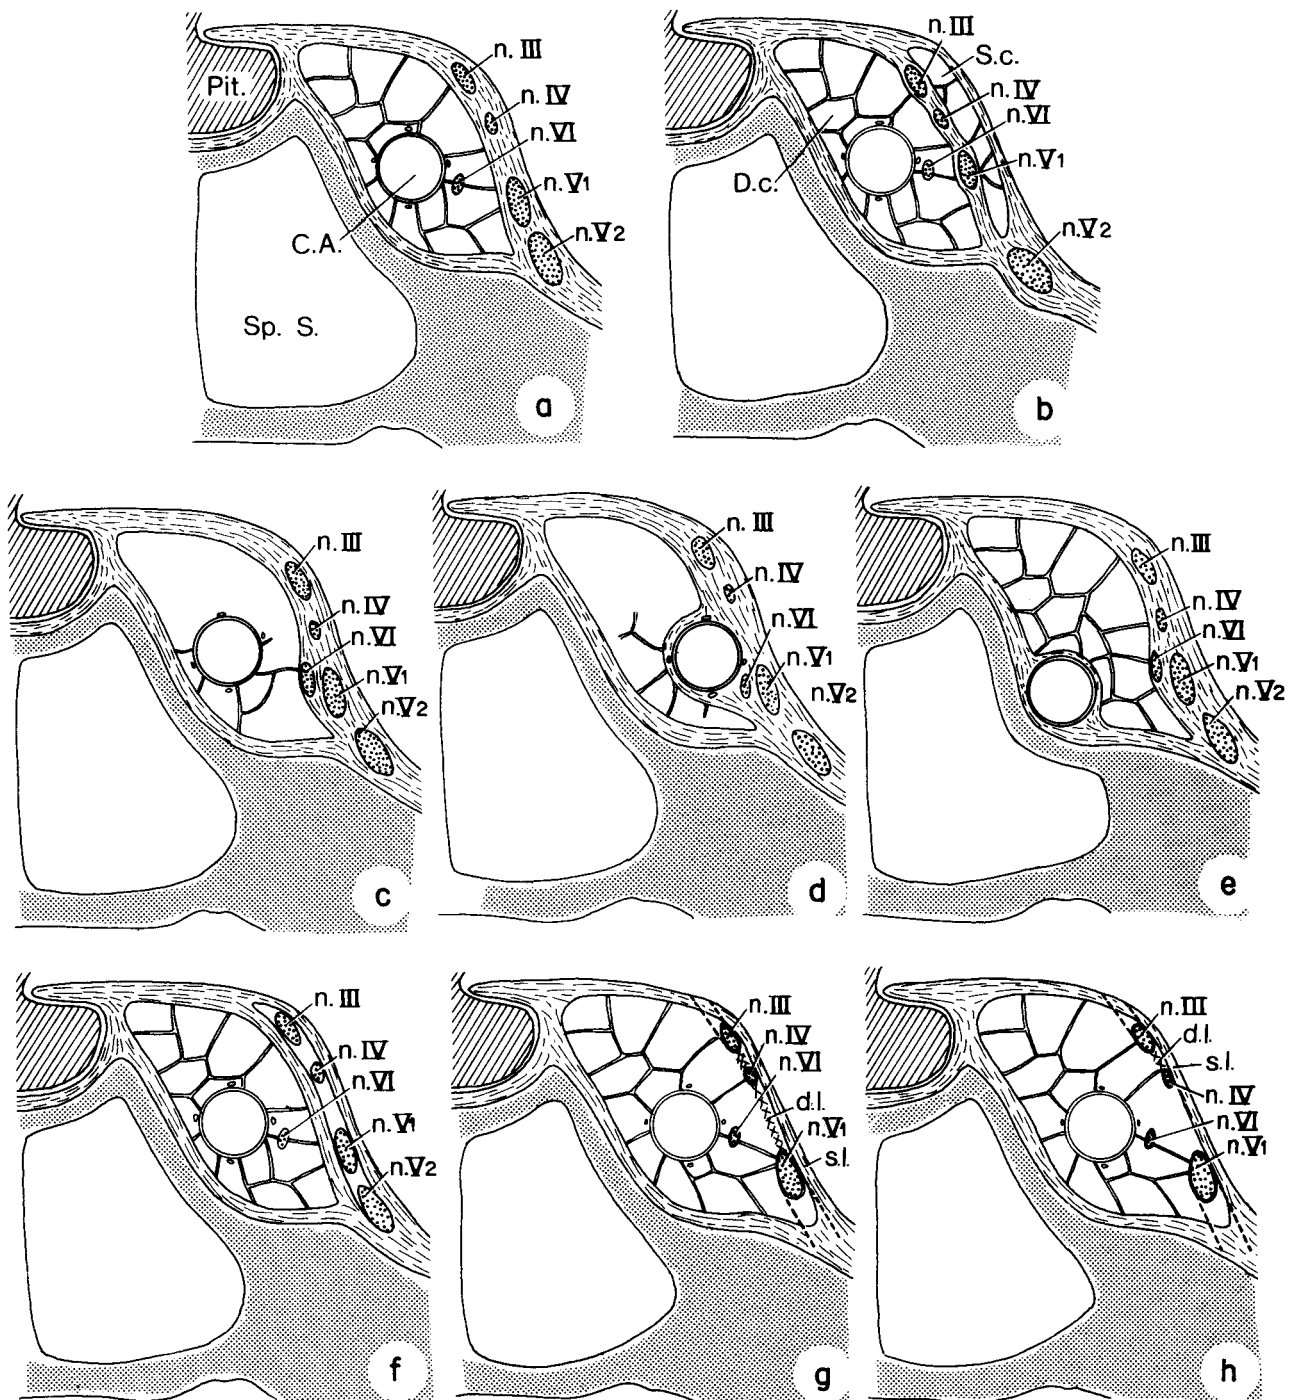 Pit.
n. III
n. IV
n. VI
n. V1
n. V2
C.A.
Sp. S.
a
n. III
S.c.
n. IV
n. VI
n. V1
D.c.
n. V2
b
n. III
n. IV
n. VI
n. V1
n. V2
c
n. III
n. IV
n. VI
n. V1
n. V2
d
n. III
n. IV
n. VI
n. V1
n. V2
e
n. III
n. IV
n. VI
n. V1
n. V2
f
n. III
n. IV
n. VI
d.l.
n. V1
s.l.
g
n. III
d.l.
s.l.
n. IV
n. VI
n. V1
h